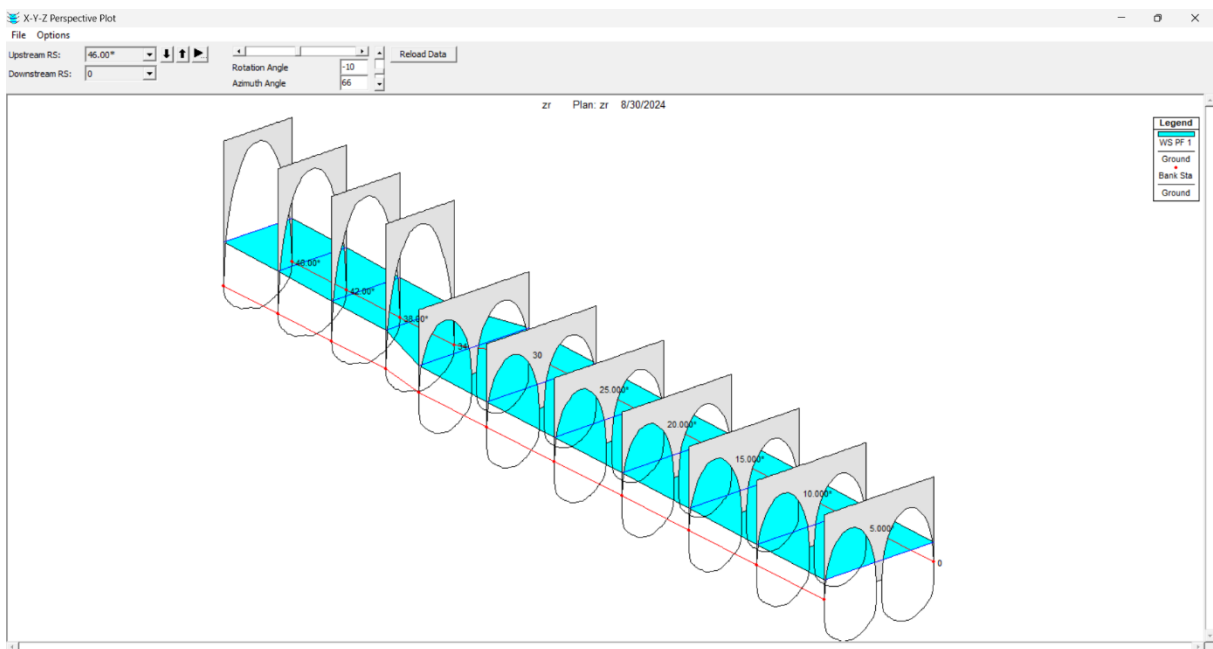 X-Y-Z Perspective Plot
File Options
Upstream RS: 46.00*
Downstream RS: 0
Rotation Angle -10
Azimuth Angle 66
Reload Data
zr Plan: zr 8/30/2024
Legend
WS PF 1
Ground
Bank Sta
Ground
46.00*
42.00*
38.00*
34
30
25.000*
20.000*
15.000*
10.000*
5.000*
0